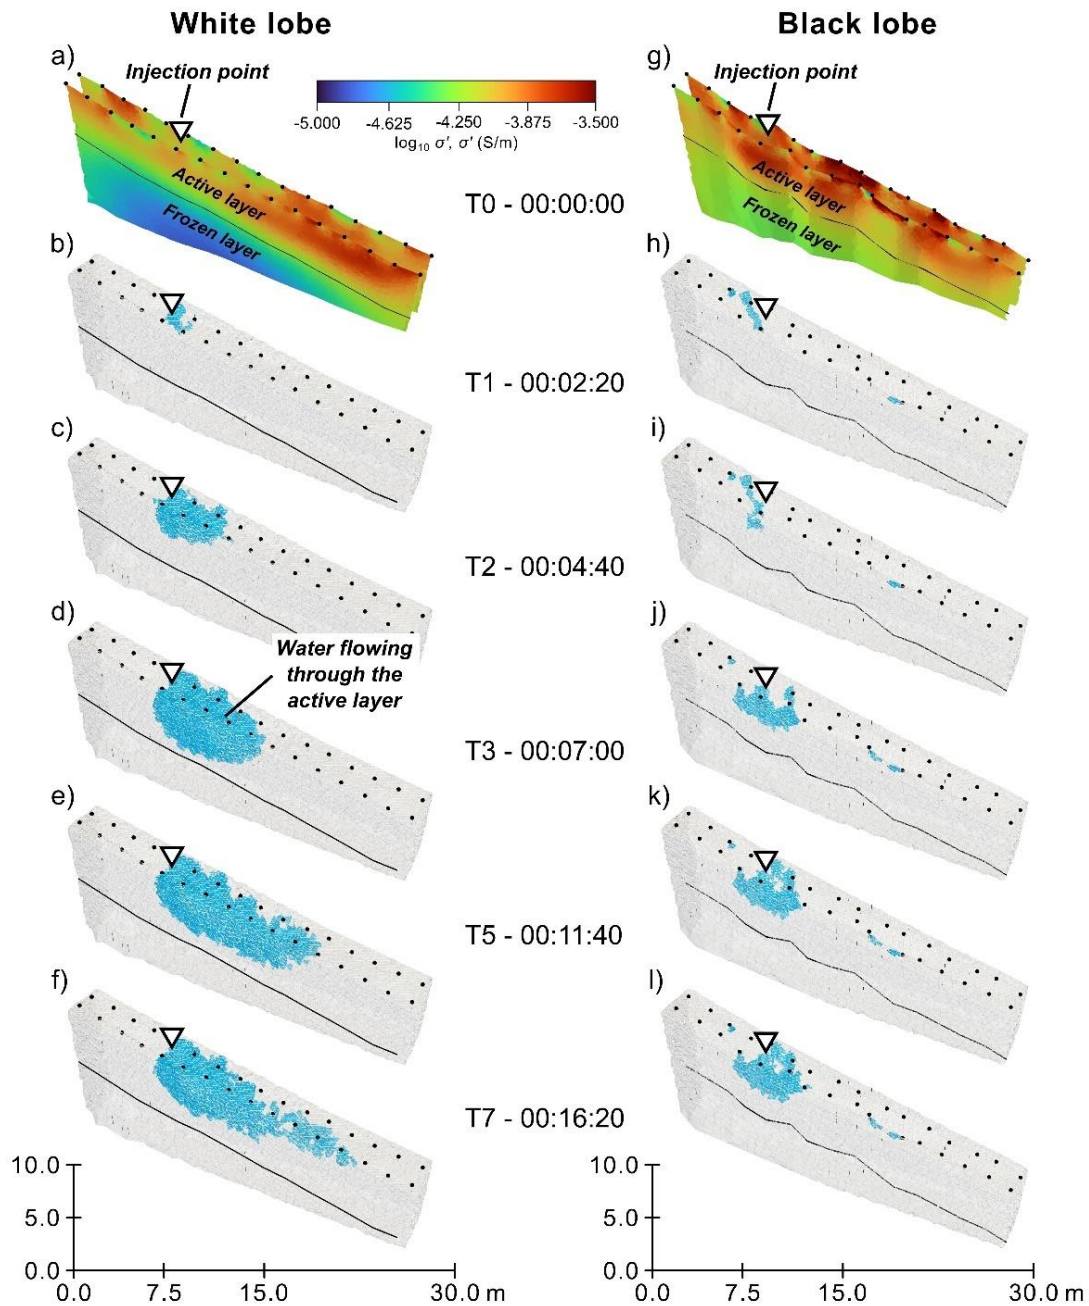 White lobe
Black lobe
a)
Injection point
g)
Injection point
-5.000 -4.625 -4.250 -3.875 -3.500
log₁₀ σ′, σ′ (S/m)
Active layer
Frozen layer
T0 - 00:00:00
Active layer
Frozen layer
b)
h)
T1 - 00:02:20
c)
i)
T2 - 00:04:40
d)
j)
Water flowing
through the
active layer
T3 - 00:07:00
e)
k)
T5 - 00:11:40
f)
l)
T7 - 00:16:20
10.0
5.0
0.0
0.0 7.5 15.0 30.0 m
10.0
5.0
0.0
0.0 7.5 15.0 30.0 m